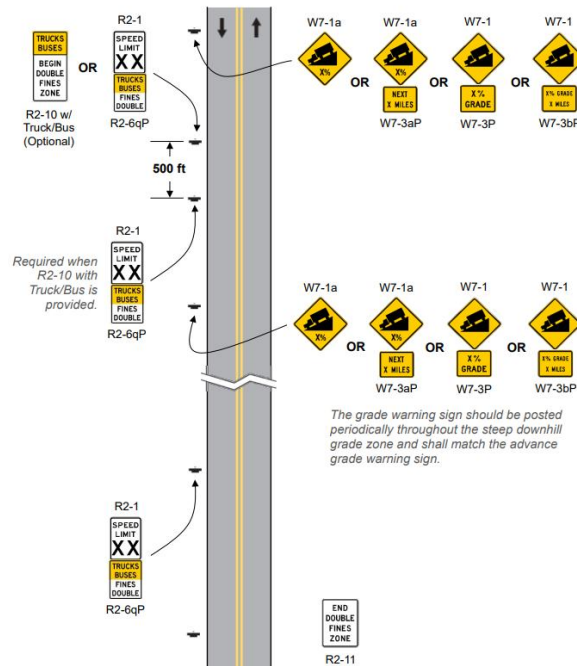 R2-1
TRUCKS
BUSES
BEGIN
DOUBLE
FINES
ZONE
OR
SPEED
LIMIT
XX
TRUCKS
BUSES
FINES
DOUBLE
R2-10 w/
Truck/Bus
(Optional)
R2-6qP
W7-1a
X%
OR
W7-1a
X%
NEXT
X MILES
W7-3aP
OR
W7-1
X %
GRADE
W7-3P
OR
W7-1
X% GRADE
X MILES
W7-3bP
500 ft
Required when
R2-10 with
Truck/Bus is
provided.
R2-1
SPEED
LIMIT
XX
TRUCKS
BUSES
FINES
DOUBLE
R2-6qP
W7-1a
X%
OR
W7-1a
X%
NEXT
X MILES
W7-3aP
OR
W7-1
X %
GRADE
W7-3P
OR
W7-1
X% GRADE
X MILES
W7-3bP
The grade warning sign should be posted
periodically throughout the steep downhill
grade zone and shall match the advance
grade warning sign.
R2-1
SPEED
LIMIT
XX
TRUCKS
BUSES
FINES
DOUBLE
R2-6qP
END
DOUBLE
FINES
ZONE
R2-11